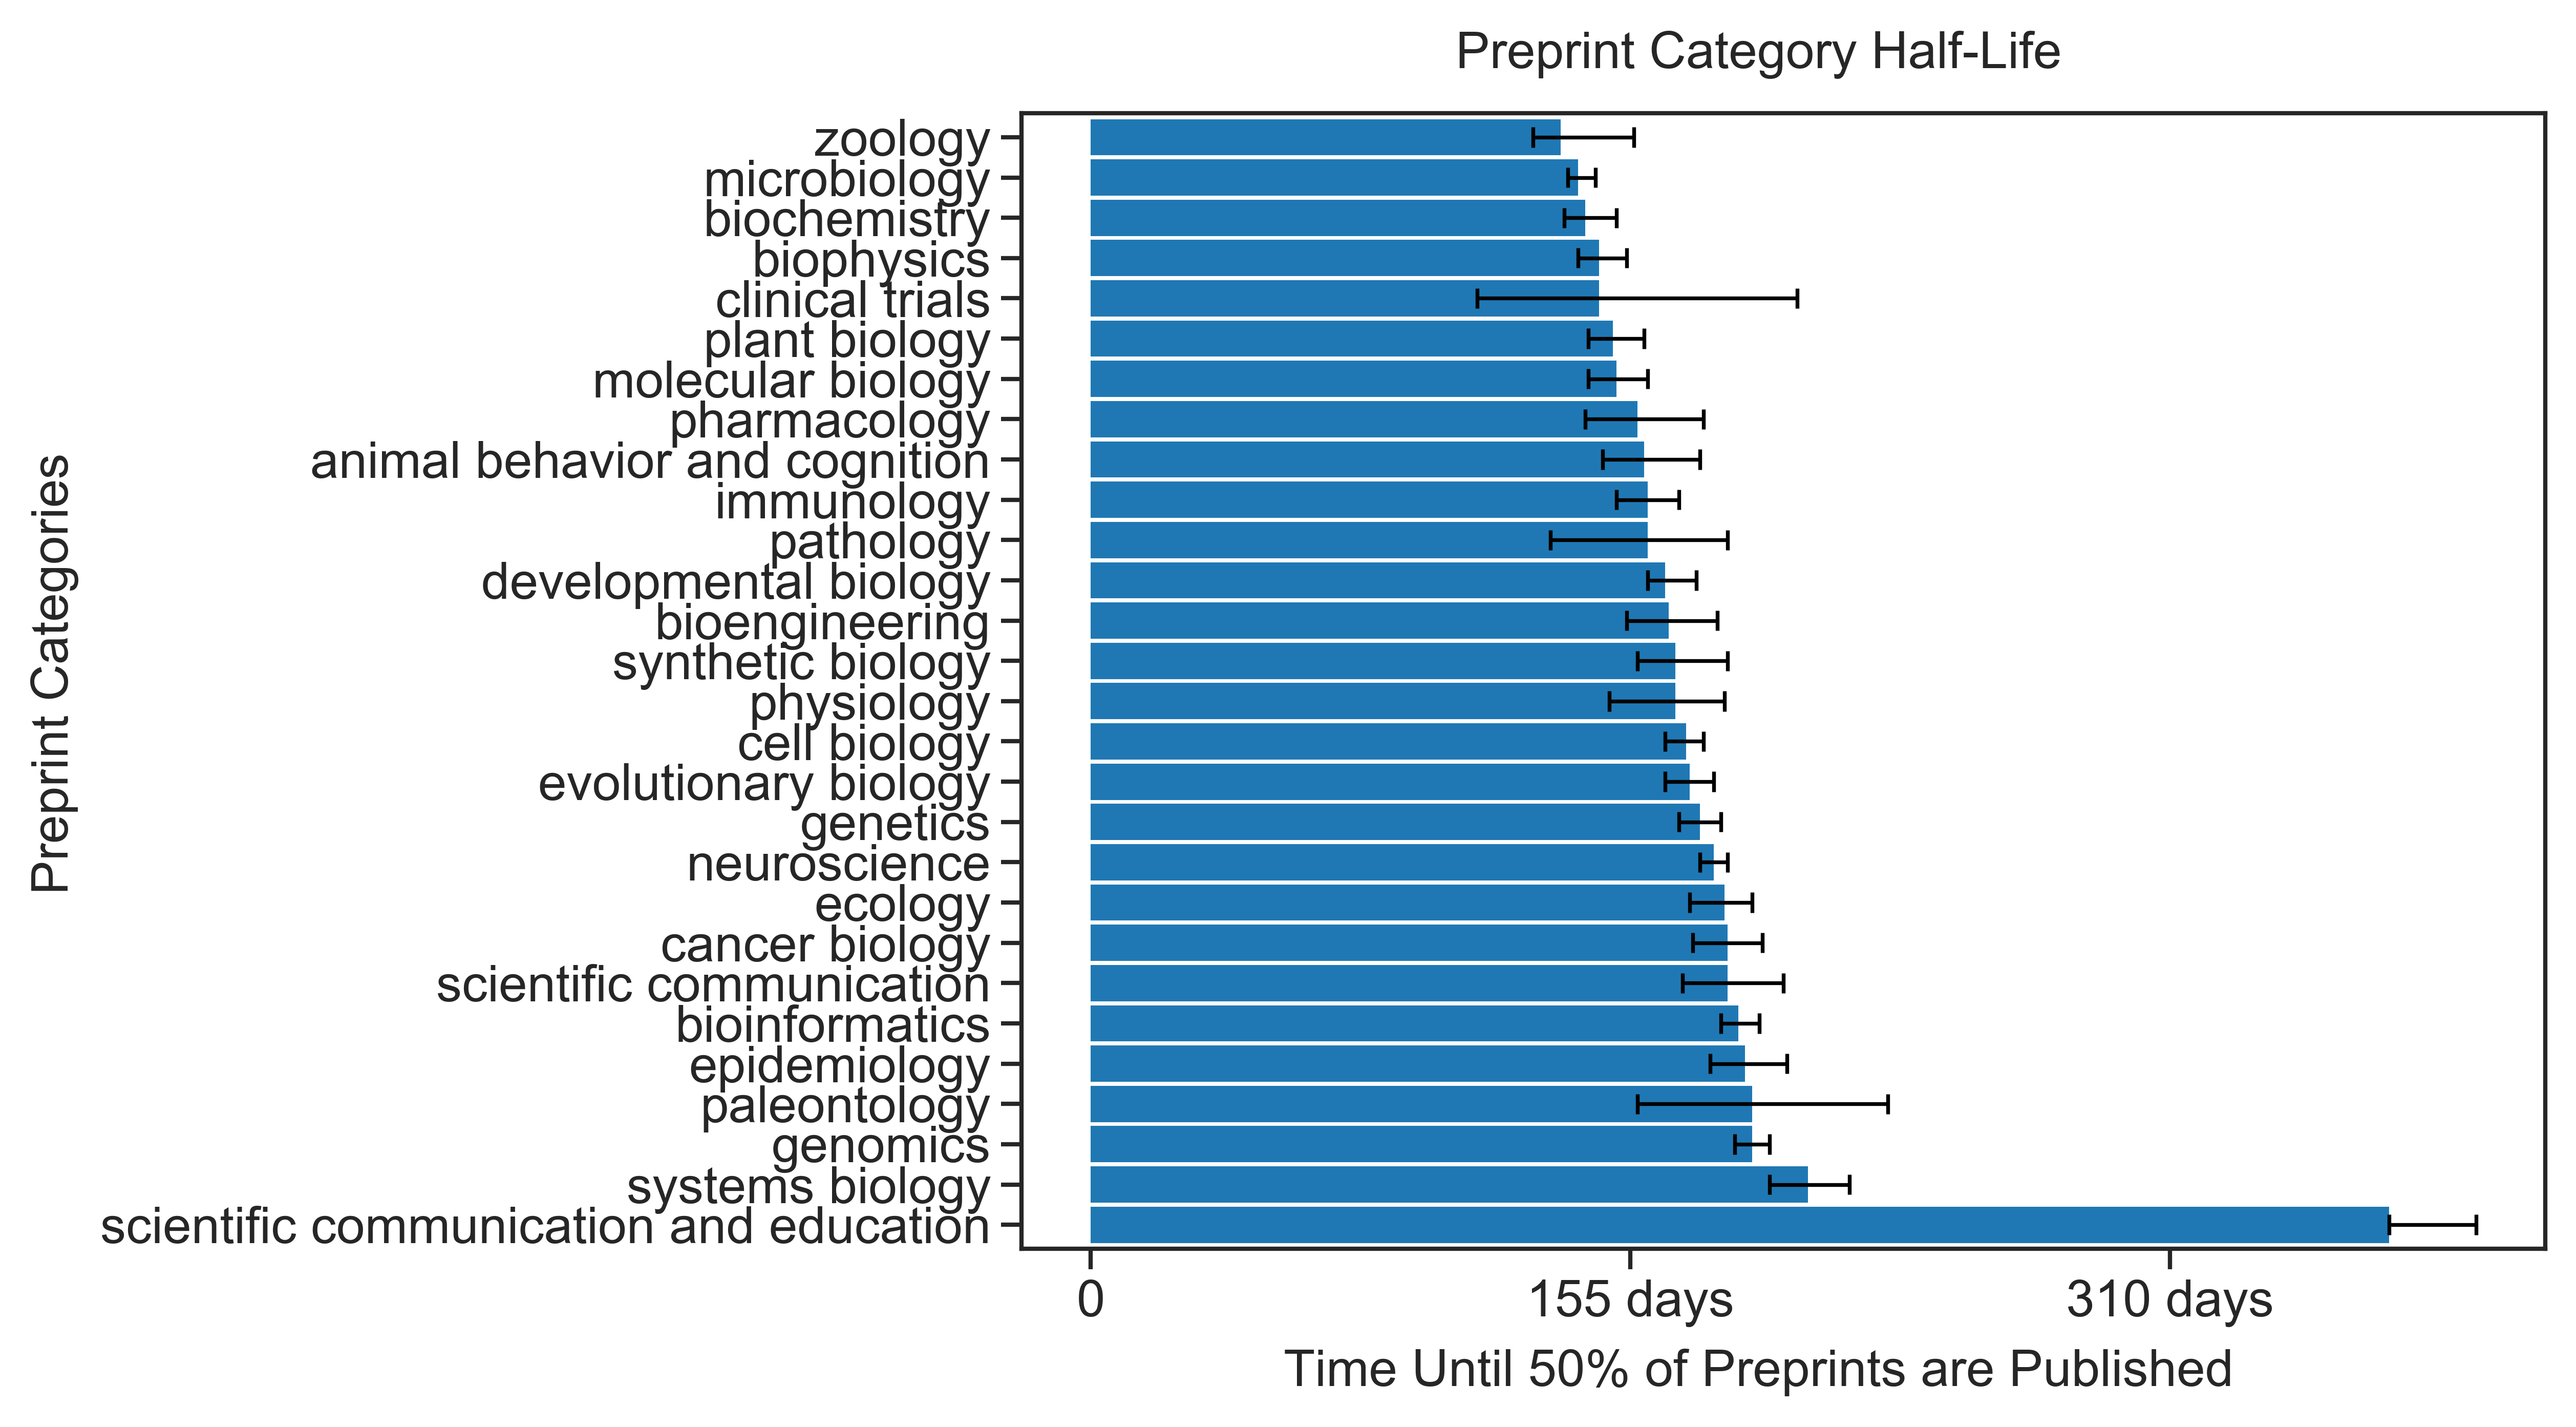 Preprint Category Half-Life
Preprint Categories
zoology
microbiology
biochemistry
biophysics
clinical trials
plant biology
molecular biology
pharmacology
animal behavior and cognition
immunology
pathology
developmental biology
bioengineering
synthetic biology
physiology
cell biology
evolutionary biology
genetics
neuroscience
ecology
cancer biology
scientific communication
bioinformatics
epidemiology
paleontology
genomics
systems biology
scientific communication and education
0 155 days 310 days
Time Until 50% of Preprints are Published